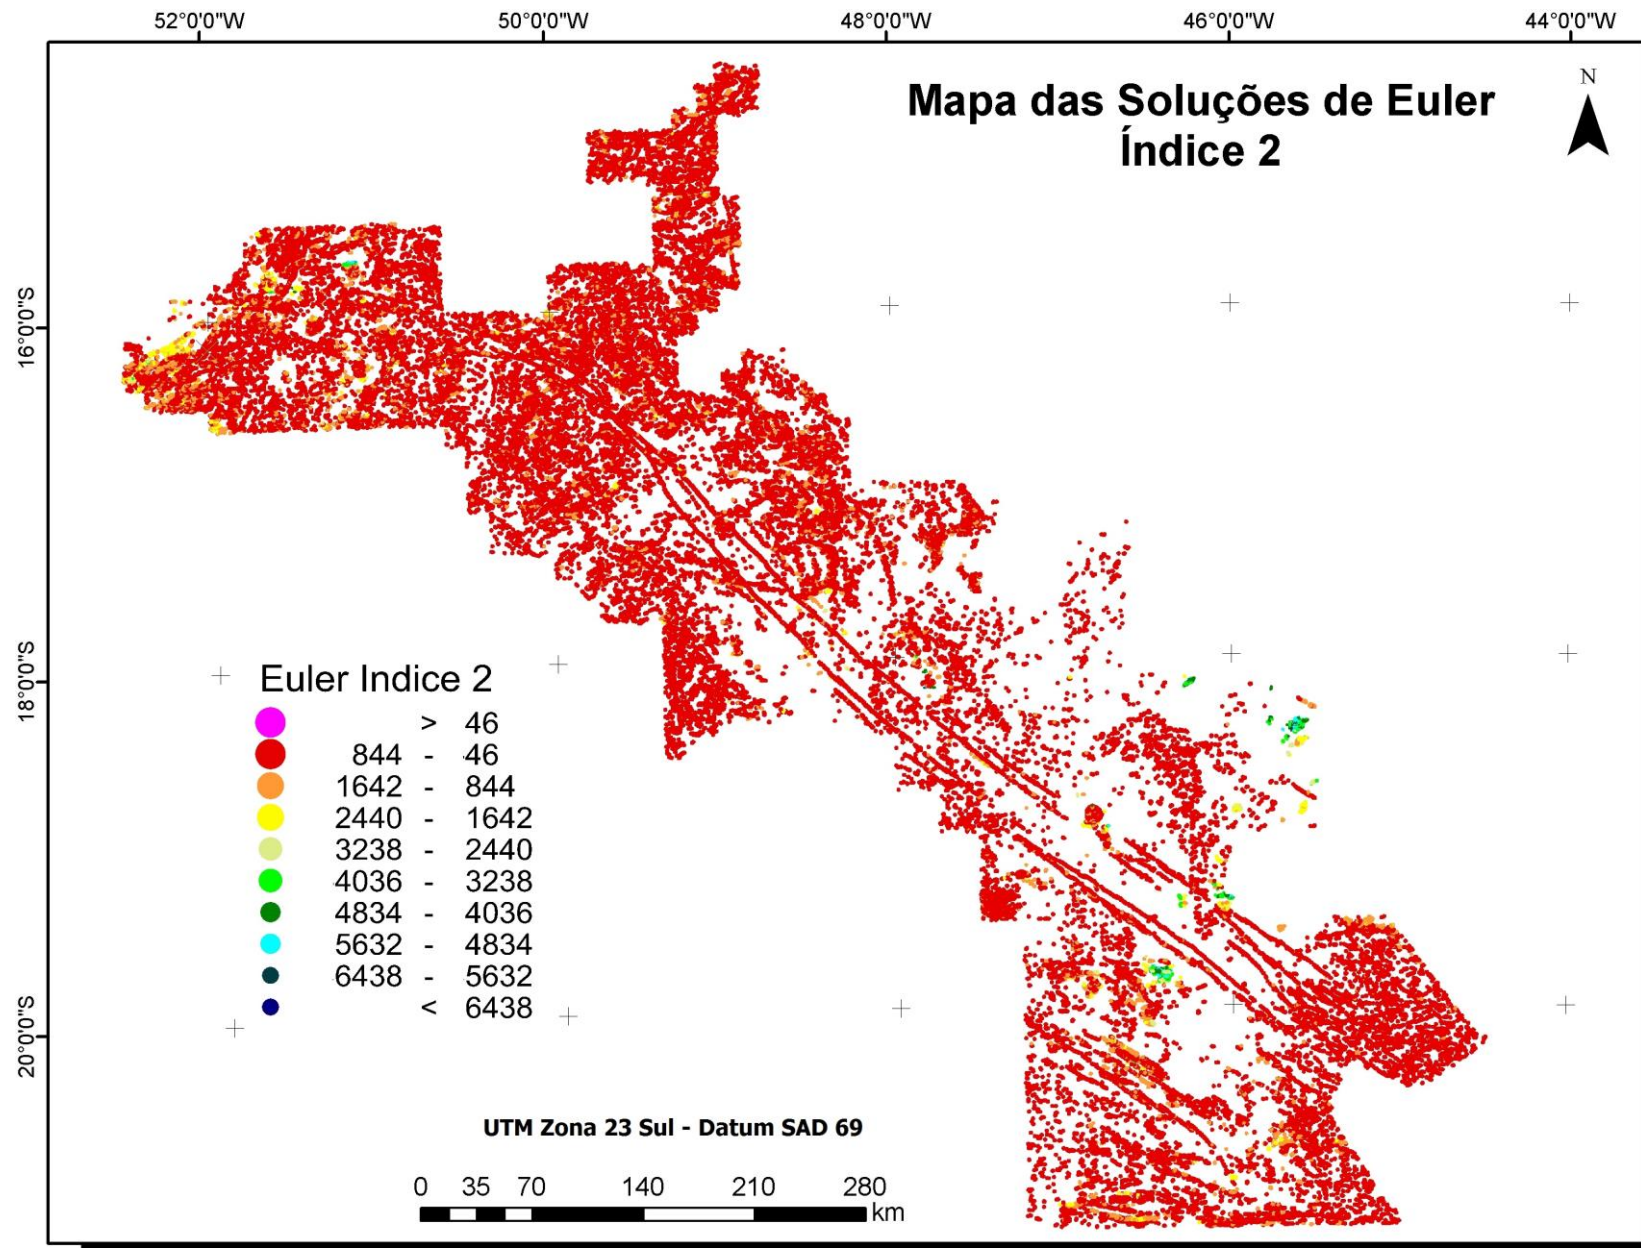 52°0'0"W 50°0'0"W 48°0'0"W 46°0'0"W 44°0'0"W
Mapa das Soluções de Euler
Índice 2
N
16°0'0"S
18°0'0"S
20°0'0"S
Euler Indice 2
> 46
844 - 46
1642 - 844
2440 - 1642
3238 - 2440
4036 - 3238
4834 - 4036
5632 - 4834
6438 - 5632
< 6438
UTM Zona 23 Sul - Datum SAD 69
0 35 70 140 210 280
km